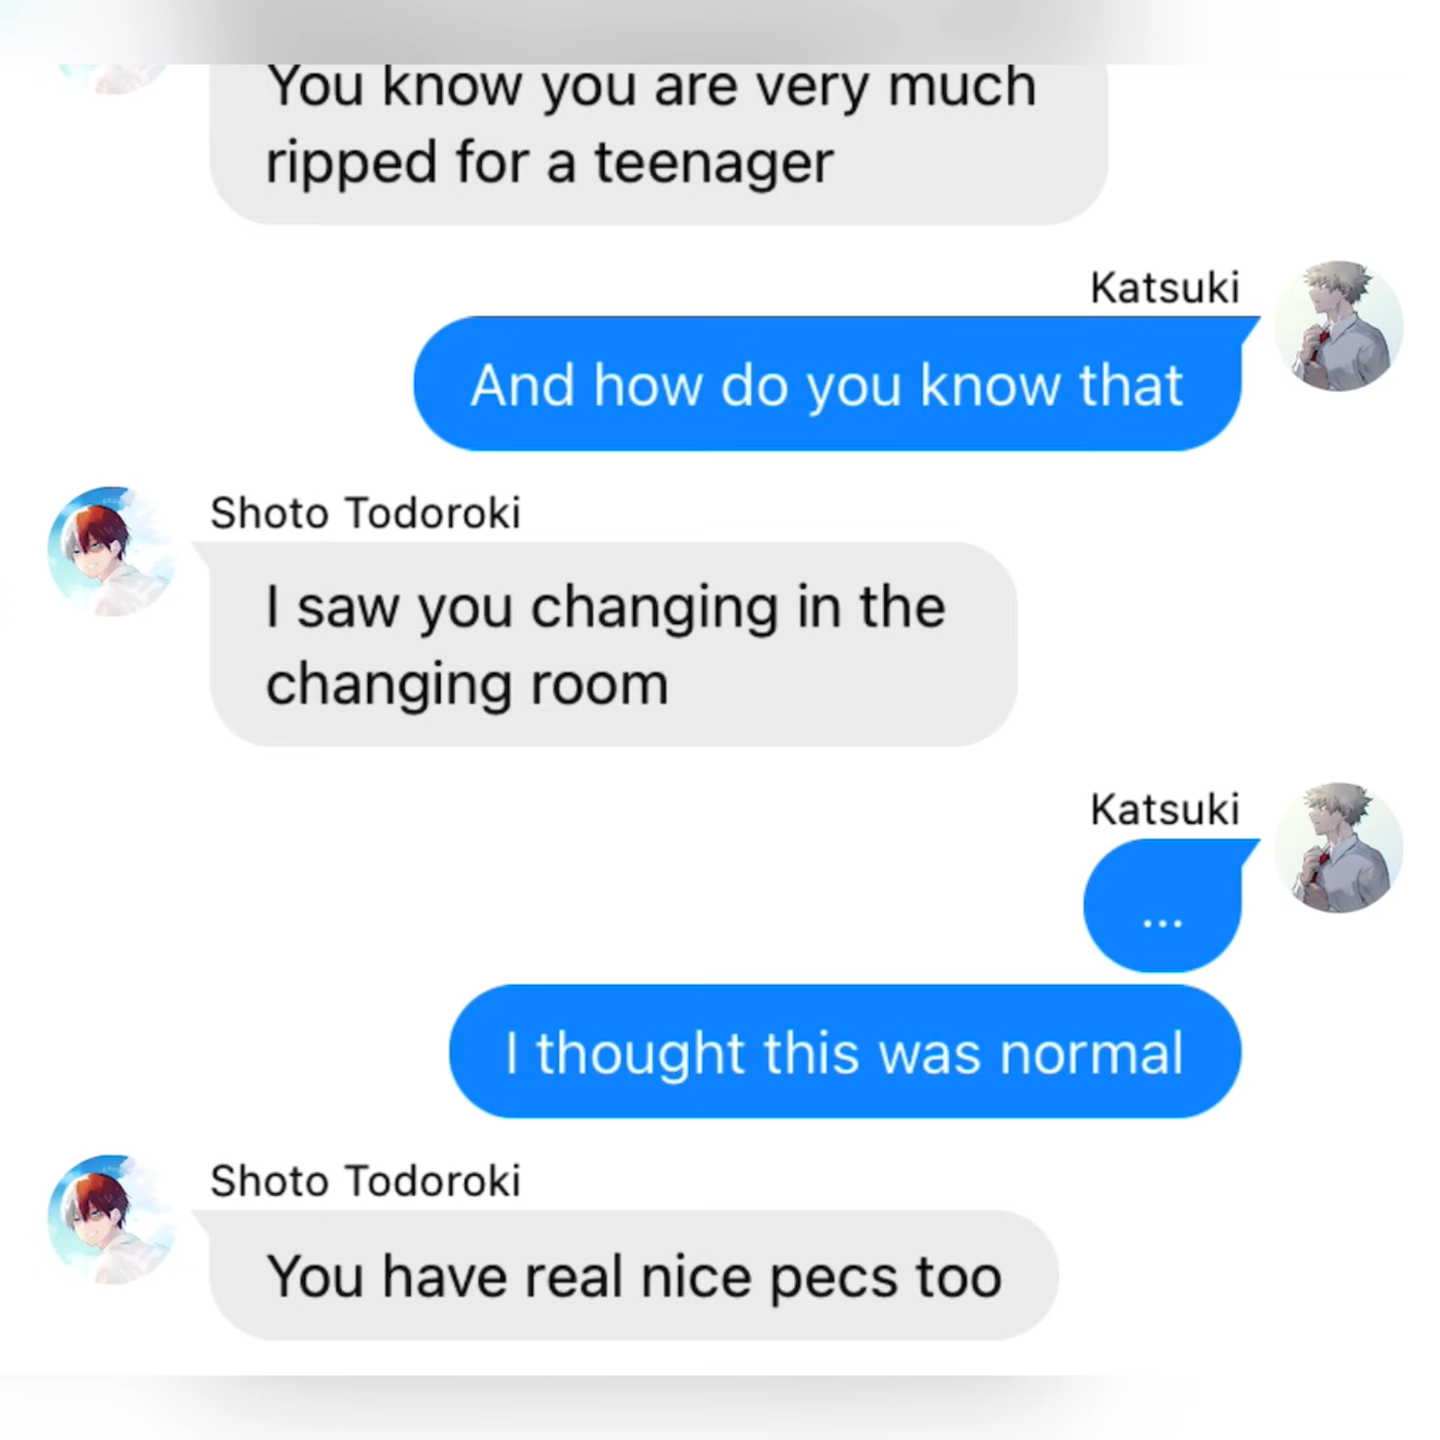 You know you are very much
ripped for a teenager
Katsuki
And how do you know that
Shoto Todoroki
I saw you changing in the
changing room
Katsuki
...
I thought this was normal
Shoto Todoroki
You have real nice pecs too